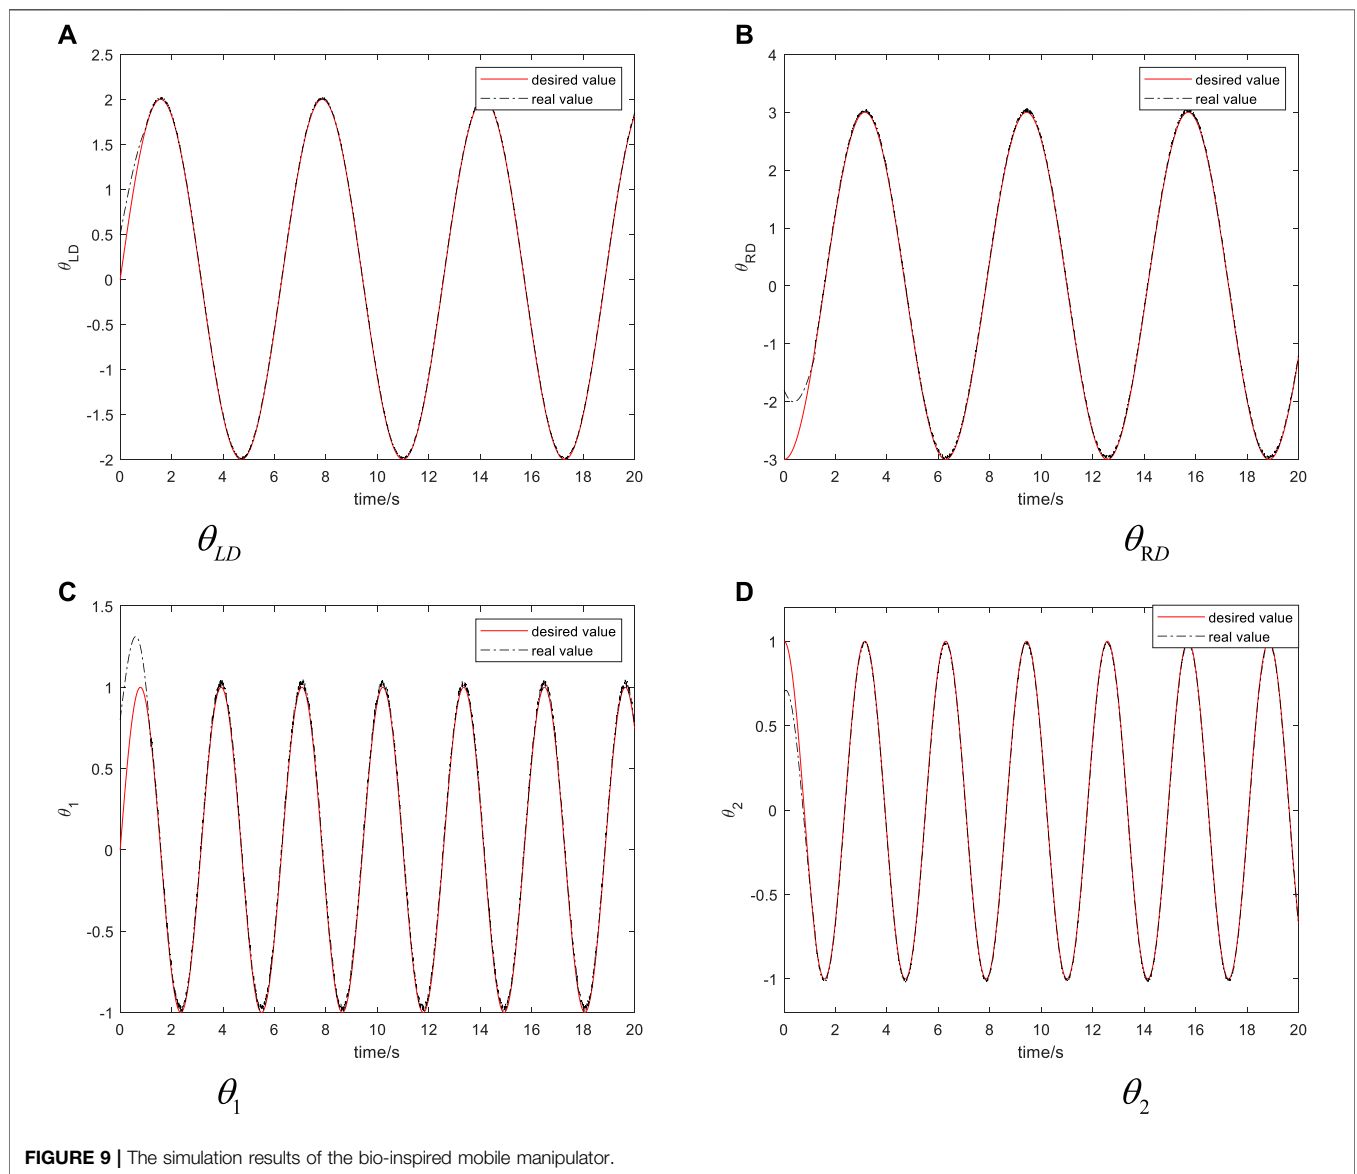 A
2.5
2
1.5
1
0.5
0
-0.5
-1
-1.5
-2
θLD
desired value
real value
0 2 4 6 8 10 12 14 16 18 20
time/s
θLD
B
4
3
2
1
0
-1
-2
-3
θRD
desired value
real value
0 2 4 6 8 10 12 14 16 18 20
time/s
θRD
C
1.5
1
0.5
0
-0.5
-1
θ1
desired value
real value
0 2 4 6 8 10 12 14 16 18 20
time/s
θ1
D
1
0.5
0
-0.5
-1
θ2
desired value
real value
0 2 4 6 8 10 12 14 16 18 20
time/s
θ2
FIGURE 9 | The simulation results of the bio-inspired mobile manipulator.